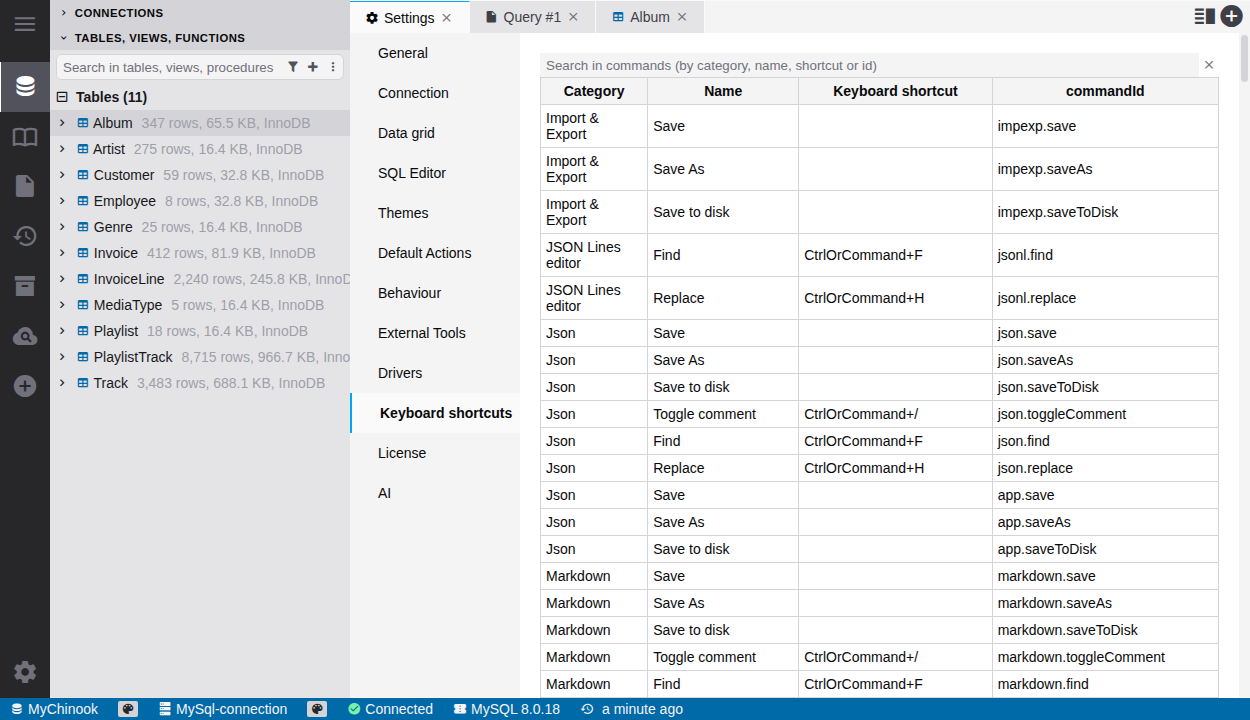 CONNECTIONS
TABLES, VIEWS, FUNCTIONS
Search in tables, views, procedures
Tables (11)
Album 347 rows, 65.5 KB, InnoDB
Artist 275 rows, 16.4 KB, InnoDB
Customer 59 rows, 32.8 KB, InnoDB
Employee 8 rows, 32.8 KB, InnoDB
Genre 25 rows, 16.4 KB, InnoDB
Invoice 412 rows, 81.9 KB, InnoDB
InvoiceLine 2,240 rows, 245.8 KB, InnoD
MediaType 5 rows, 16.4 KB, InnoDB
Playlist 18 rows, 16.4 KB, InnoDB
PlaylistTrack 8,715 rows, 966.7 KB, Inno
Track 3,483 rows, 688.1 KB, InnoDB
Settings Query #1 Album
General
Connection
Data grid
SQL Editor
Themes
Default Actions
Behaviour
External Tools
Drivers
Keyboard shortcuts
License
AI
Search in commands (by category, name, shortcut or id)
Category Name Keyboard shortcut commandId
Import & Export Save impexp.save
Import & Export Save As impexp.saveAs
Import & Export Save to disk impexp.saveToDisk
JSON Lines editor Find CtrlOrCommand+F jsonl.find
JSON Lines editor Replace CtrlOrCommand+H jsonl.replace
Json Save json.save
Json Save As json.saveAs
Json Save to disk json.saveToDisk
Json Toggle comment CtrlOrCommand+/ json.toggleComment
Json Find CtrlOrCommand+F json.find
Json Replace CtrlOrCommand+H json.replace
Json Save app.save
Json Save As app.saveAs
Json Save to disk app.saveToDisk
Markdown Save markdown.save
Markdown Save As markdown.saveAs
Markdown Save to disk markdown.saveToDisk
Markdown Toggle comment CtrlOrCommand+/ markdown.toggleComment
Markdown Find CtrlOrCommand+F markdown.find
MyChinook MySql-connection Connected MySQL 8.0.18 a minute ago